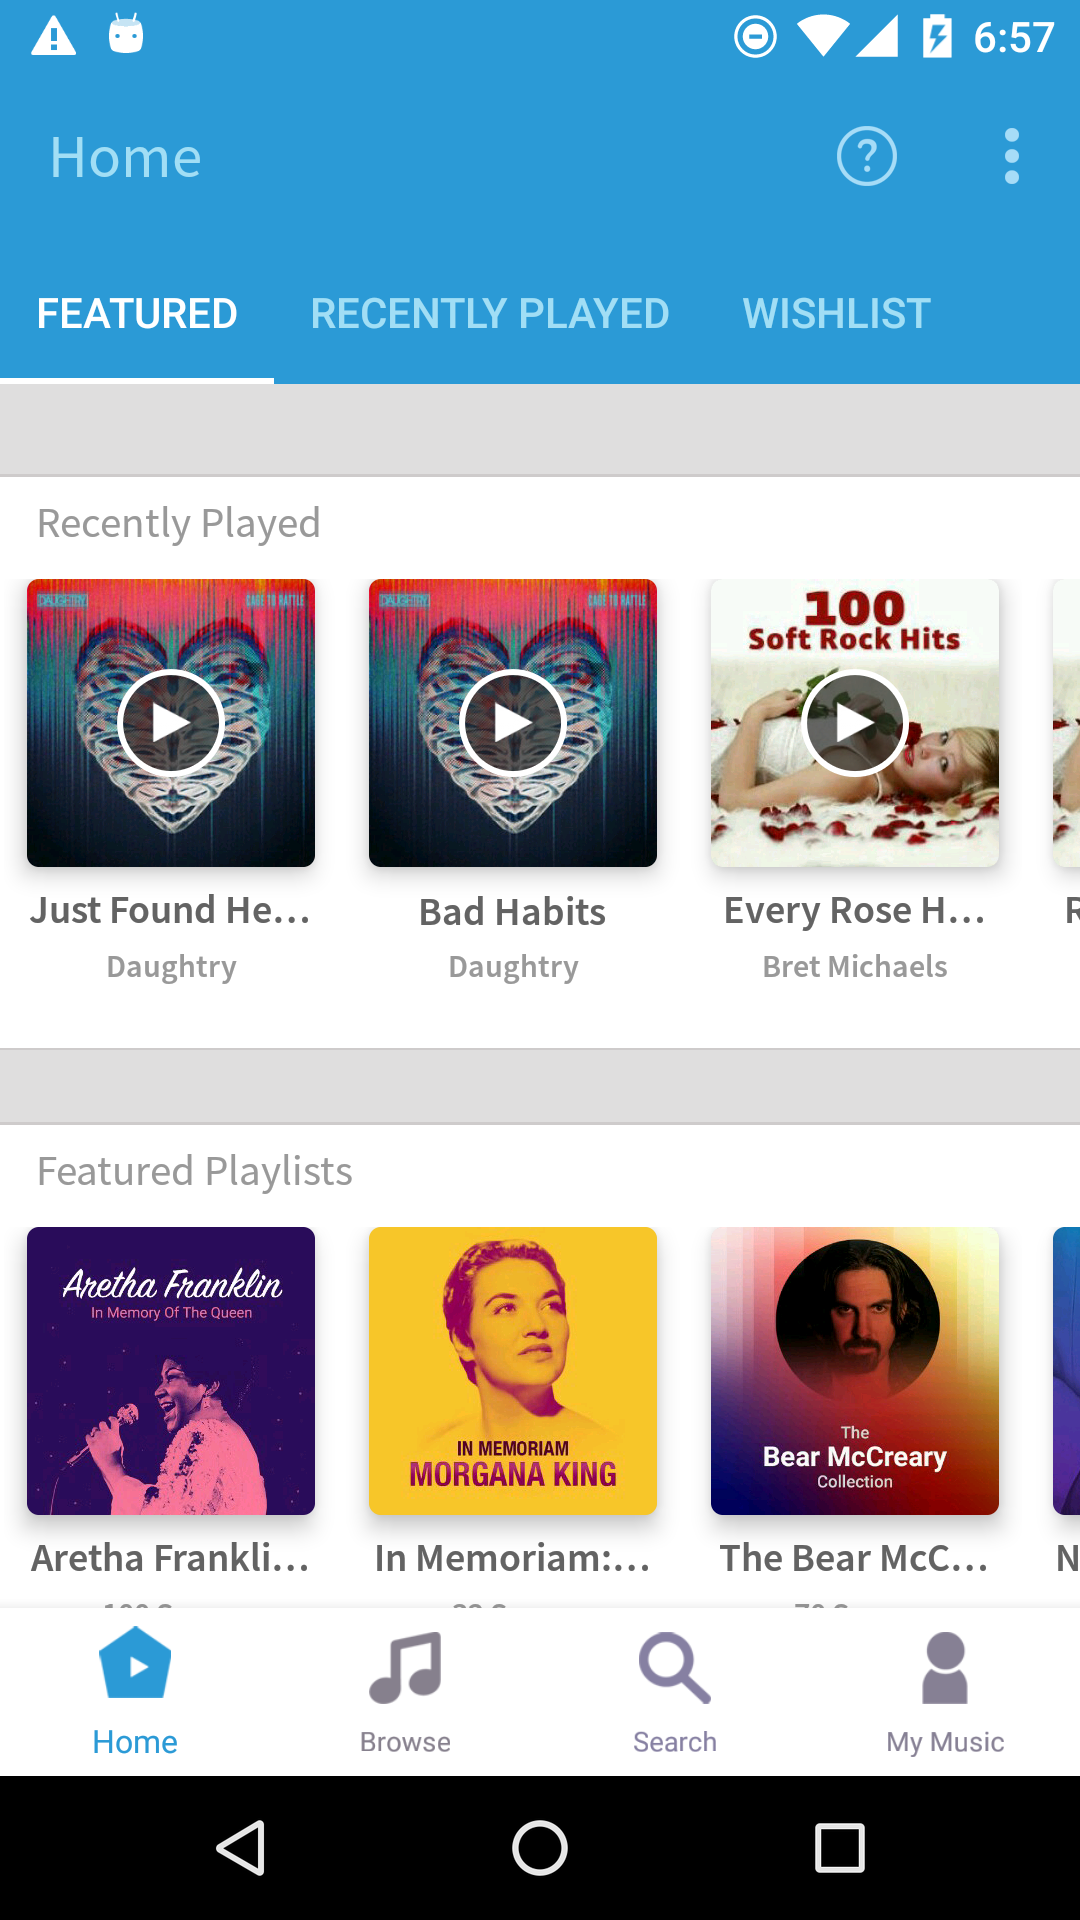 6:57
Home
?
FEATURED RECENTLY PLAYED WISHLIST
Recently Played
DAUGHTRY CAGE TO RATTLE
DAUGHTRY CAGE TO RATTLE
100
Soft Rock Hits
Just Found He...
Bad Habits
Every Rose H...
Daughtry
Daughtry
Bret Michaels
Featured Playlists
Aretha Franklin
In Memory Of The Queen
IN MEMORIAM
MORGANA KING
The
Bear McCreary
Collection
Aretha Frankli...
In Memoriam:...
The Bear McC...
N
Home
Browse
Search
My Music